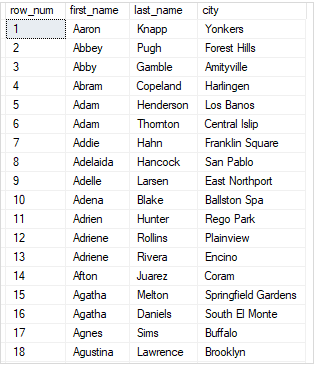 row_num first_name last_name city
1 Aaron Knapp Yonkers
2 Abbey Pugh Forest Hills
3 Abby Gamble Amityville
4 Abram Copeland Harlingen
5 Adam Henderson Los Banos
6 Adam Thornton Central Islip
7 Addie Hahn Franklin Square
8 Adelaida Hancock San Pablo
9 Adelle Larsen East Northport
10 Adena Blake Ballston Spa
11 Adrien Hunter Rego Park
12 Adriene Rollins Plainview
13 Adriene Rivera Encino
14 Afton Juarez Coram
15 Agatha Melton Springfield Gardens
16 Agatha Daniels South El Monte
17 Agnes Sims Buffalo
18 Agustina Lawrence Brooklyn